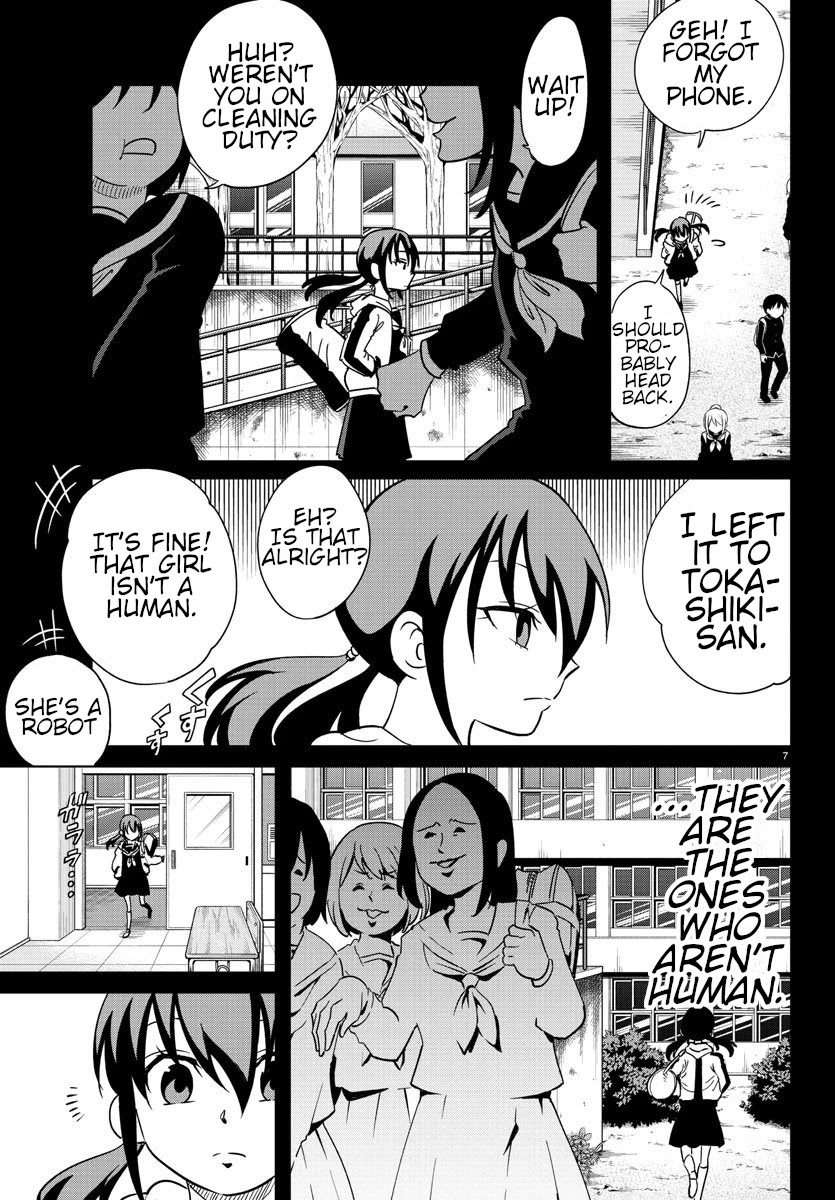 GEH! I
FORGOT
MY
PHONE.
I
SHOULD
PRO-
BABLY
HEAD
BACK.
WAIT
UP!
HUH?
WEREN'T
YOU ON
CLEANING
DUTY?
I LEFT
IT TO
TOKA-
SHIKI-
SAN.
EH?
IS THAT
ALRIGHT?
IT'S FINE!
THAT GIRL
ISN'T A
HUMAN.
SHE'S A
ROBOT
くすくす
7
...THEY
ARE
THE
ONES
WHO
AREN'T
HUMAN.
ガララ…